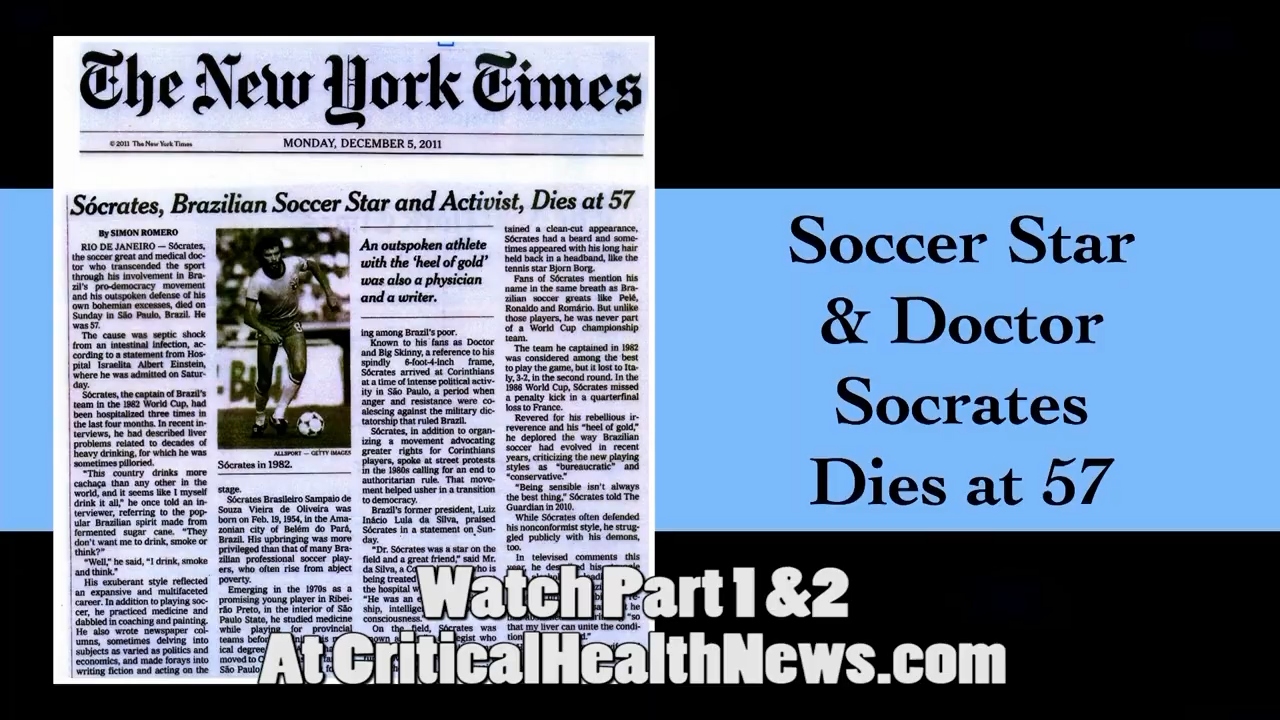 The New York Times
© 2011 The New York Times
MONDAY, DECEMBER 5, 2011
Sócrates, Brazilian Soccer Star and Activist, Dies at 57
By SIMON ROMERO
RIO DE JANEIRO — Sócrates,
the soccer great and medical doc-
tor who transcended the sport
through his involvement in Bra-
zil's pro-democracy movement
and his outspoken defense of his
own bohemian excesses, died on
Sunday in São Paulo, Brazil. He
was 57.
The cause was septic shock
from an intestinal infection, ac-
cording to a statement from Hos-
pital Israelita Albert Einstein,
where he was admitted on Satur-
day.
Sócrates, the captain of Brazil's
team in the 1982 World Cup, had
been hospitalized three times in
the last four months. In recent in-
terviews, he had described liver
problems related to decades of
heavy drinking, for which he was
sometimes pilloried.
"This country drinks more
cachaça than any other in the
world, and it seems like I myself
drink it all," he once told an in-
terviewer, referring to the pop-
ular Brazilian spirit made from
fermented sugar cane. "They
don't want me to drink, smoke or
think?"
"Well," he said, "I drink, smoke
and think."
His exuberant style reflected
an expansive and multifaceted
career. In addition to playing soc-
cer, he practiced medicine and
dabbled in coaching and painting.
He also wrote newspaper col-
umns, sometimes delving into
subjects as varied as politics and
economics, and made forays into
writing fiction and acting on the
ALLSPORT — GETTY IMAGES
Sócrates in 1982.
stage.
Sócrates Brasileiro Sampaio de
Souza Vieira de Oliveira was
born on Feb. 19, 1954, in the Ama-
zonian city of Belém do Pará,
Brazil. His upbringing was more
privileged than that of many Bra-
zilian professional soccer play-
ers, who often rise from abject
poverty.
Emerging in the 1970s as a
promising young player in Ribei-
rão Preto, in the interior of São
Paulo State, he studied medicine
while playing for provincial
teams
ical
moved to
São Paulo
An outspoken athlete
with the 'heel of gold'
was also a physician
and a writer.
ing among Brazil's poor.
Known to his fans as Doctor
and Big Skinny, a reference to his
spindly 6-foot-4-inch frame,
Sócrates arrived at Corinthians
at a time of intense political activ-
ity in São Paulo, a period when
anger and resistance were co-
alescing against the military dic-
tatorship that ruled Brazil.
Sócrates, in addition to organ-
izing a movement advocating
greater rights for Corinthians
players, spoke at street protests
in the 1980s calling for an end to
authoritarian rule. That move-
ment helped usher in a transition
to democracy.
Brazil's former president, Luiz
Inácio Lula da Silva, praised
Sócrates in a statement on Sun-
day.
"Dr. Sócrates was a star on the
field and a great friend," said Mr.
da Silva, a who is
being treated
the hospital
"He was an
ship,
consciousness.
On the field, Sócrates was
who
tained a clean-cut appearance,
Sócrates had a beard and some-
times appeared with his long hair
held back in a headband, like the
tennis star Bjorn Borg.
Fans of Sócrates mention his
name in the same breath as Bra-
zilian soccer greats like Pelé,
Ronaldo and Romário. But unlike
those players, he was never part
of a World Cup championship
team.
The team he captained in 1982
was considered among the best
to play the game, but it lost to Ita-
ly, 3-2, in the second round. In the
1986 World Cup, Sócrates missed
a penalty kick in a quarterfinal
loss to France.
Revered for his rebellious ir-
reverence and his "heel of gold,"
he deplored the way Brazilian
soccer had evolved in recent
years, criticizing the new playing
styles as "bureaucratic" and
"conservative."
"Being sensible isn't always
the best thing," Sócrates told The
Guardian in 2010.
While Sócrates often defended
his nonconformist style, he strug-
gled publicly with his demons,
too.
In televised comments this
year, he
he
"so
that my liver can unite the condi-
Soccer Star
& Doctor
Socrates
Dies at 57
Watch Part 1 & 2
At CriticalHealthNews.com